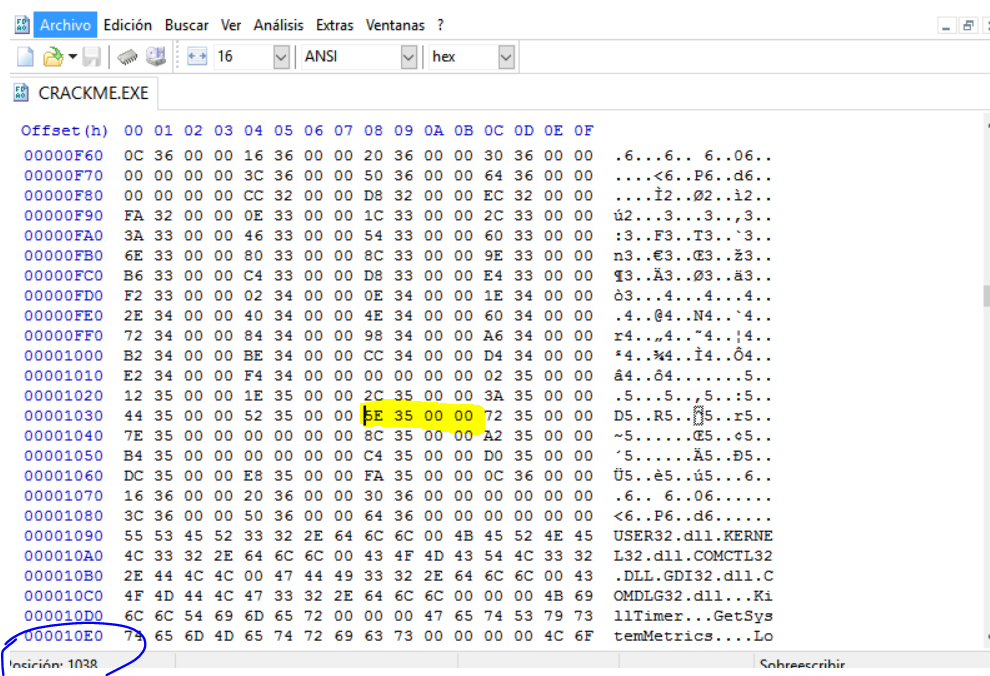 Archivo Edición Buscar Ver Análisis Extras Ventanas ?
16 ANSI hex
CRACKME.EXE
Offset(h) 00 01 02 03 04 05 06 07 08 09 0A 0B 0C 0D 0E 0F
00000F60 0C 36 00 00 16 36 00 00 20 36 00 00 30 36 00 00 .6...6.. 6..06..
00000F70 00 00 00 00 3C 36 00 00 50 36 00 00 64 36 00 00 ....<6..P6..d6..
00000F80 00 00 00 00 CC 32 00 00 D8 32 00 00 EC 32 00 00 ....Ì2..Ø2..ì2..
00000F90 FA 32 00 00 0E 33 00 00 1C 33 00 00 2C 33 00 00 ú2...3...3..,3..
00000FA0 3A 33 00 00 46 33 00 00 54 33 00 00 60 33 00 00 :3..F3..T3..`3..
00000FB0 6E 33 00 00 80 33 00 00 8C 33 00 00 9E 33 00 00 n3..€3..Œ3..ž3..
00000FC0 B6 33 00 00 C4 33 00 00 D8 33 00 00 E4 33 00 00 ¶3..Ä3..Ø3..ä3..
00000FD0 F2 33 00 00 02 34 00 00 0E 34 00 00 1E 34 00 00 ò3...4...4...4..
00000FE0 2E 34 00 00 40 34 00 00 4E 34 00 00 60 34 00 00 .4..@4..N4..`4..
00000FF0 72 34 00 00 84 34 00 00 98 34 00 00 A6 34 00 00 r4..„4..˜4..¦4..
00001000 B2 34 00 00 BE 34 00 00 CC 34 00 00 D4 34 00 00 ²4..¾4..Ì4..Ô4..
00001010 E2 34 00 00 F4 34 00 00 00 00 00 00 02 35 00 00 â4..ô4.......5..
00001020 12 35 00 00 1E 35 00 00 2C 35 00 00 3A 35 00 00 .5...5..,5..:5..
00001030 44 35 00 00 52 35 00 00 5E 35 00 00 72 35 00 00 D5..R5..^5..r5..
00001040 7E 35 00 00 00 00 00 00 8C 35 00 00 A2 35 00 00 ~5......Œ5..¢5..
00001050 B4 35 00 00 00 00 00 00 C4 35 00 00 D0 35 00 00 ´5......Ä5..Ð5..
00001060 DC 35 00 00 E8 35 00 00 FA 35 00 00 0C 36 00 00 Ü5..è5..ú5...6..
00001070 16 36 00 00 20 36 00 00 30 36 00 00 00 00 00 00 .6.. 6..06......
00001080 3C 36 00 00 50 36 00 00 64 36 00 00 00 00 00 00 <6..P6..d6......
00001090 55 53 45 52 33 32 2E 64 6C 6C 00 4B 45 52 4E 45 USER32.dll.KERNE
000010A0 4C 33 32 2E 64 6C 6C 00 43 4F 4D 43 54 4C 33 32 L32.dll.COMCTL32
000010B0 2E 44 4C 4C 00 47 44 49 33 32 2E 64 6C 6C 00 43 .DLL.GDI32.dll.C
000010C0 4F 4D 44 4C 47 33 32 2E 64 6C 6C 00 00 00 4B 69 OMDLG32.dll...Ki
000010D0 6C 6C 54 69 6D 65 72 00 00 00 47 65 74 53 79 73 llTimer...GetSys
000010E0 74 65 6D 4D 65 74 72 69 63 73 00 00 00 00 4C 6F temMetrics....Lo
Posición: 1038 Sobreescribir